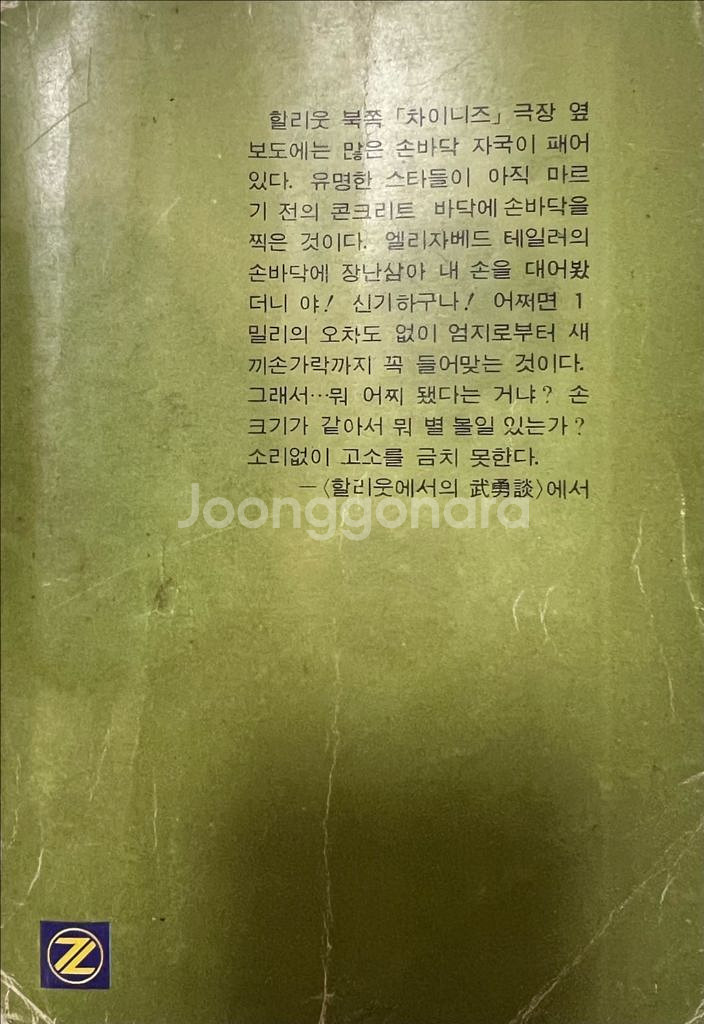 할리웃 북쪽 「차이니즈」 극장 옆
보도에는 많은 손바닥 자국이 패어
있다. 유명한 스타들이 아직 마르
기 전의 콘크리트 바닥에 손바닥을
찍은 것이다. 엘리자베드 테일러의
손바닥에 장난삼아 내 손을 대어봤
더니 야! 신기하구나! 어쩌면 1
밀리의 오차도 없이 엄지로부터 새
끼손가락까지 꼭 들어맞는 것이다.
그래서…뭐 어찌 됐다는 거냐? 손
크기가 같아서 뭐 별 볼일 있는가?
소리없이 고소를 금치 못한다.
—〈할리웃에서의 武勇談〉에서
Joonggonara
Z